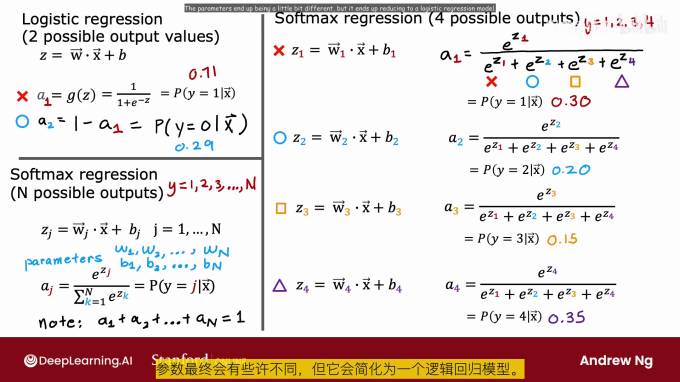 The parameters end up being a little bit different, but it ends up reducing to a logistic regression model.
Logistic regression
(2 possible output values)
z = w⃗ · x⃗ + b
0.71
a₁ = g(z) = 1/(1+e⁻ᶻ) = P(y = 1|x⃗)
a₂ = 1 − a₁ = P(y = 0|x⃗)
0.29
Softmax regression
(N possible outputs) y=1,2,3,...,N
zⱼ = w⃗ⱼ · x⃗ + bⱼ j = 1, ..., N
parameters w₁, w₂, ..., w_N
b₁, b₂, ..., b_N
aⱼ = e^{zⱼ} / ∑_{k=1}^{N} e^{z_k} = P(y = j|x⃗)
note: a₁ + a₂ + ... + a_N = 1
Softmax regression (4 possible outputs) y=1,2,3,4
z₁ = w⃗₁ · x⃗ + b₁ a₁ = e^{z₁} / (e^{z₁} + e^{z₂} + e^{z₃} + e^{z₄})
= P(y = 1|x⃗) 0.30
z₂ = w⃗₂ · x⃗ + b₂ a₂ = e^{z₂} / (e^{z₁} + e^{z₂} + e^{z₃} + e^{z₄})
= P(y = 2|x⃗) 0.20
z₃ = w⃗₃ · x⃗ + b₃ a₃ = e^{z₃} / (e^{z₁} + e^{z₂} + e^{z₃} + e^{z₄})
= P(y = 3|x⃗) 0.15
z₄ = w⃗₄ · x⃗ + b₄ a₄ = e^{z₄} / (e^{z₁} + e^{z₂} + e^{z₃} + e^{z₄})
= P(y = 4|x⃗) 0.35
DeepLearning.AI
Andrew Ng
参数最终会有些许不同，但它会简化为一个逻辑回归模型。